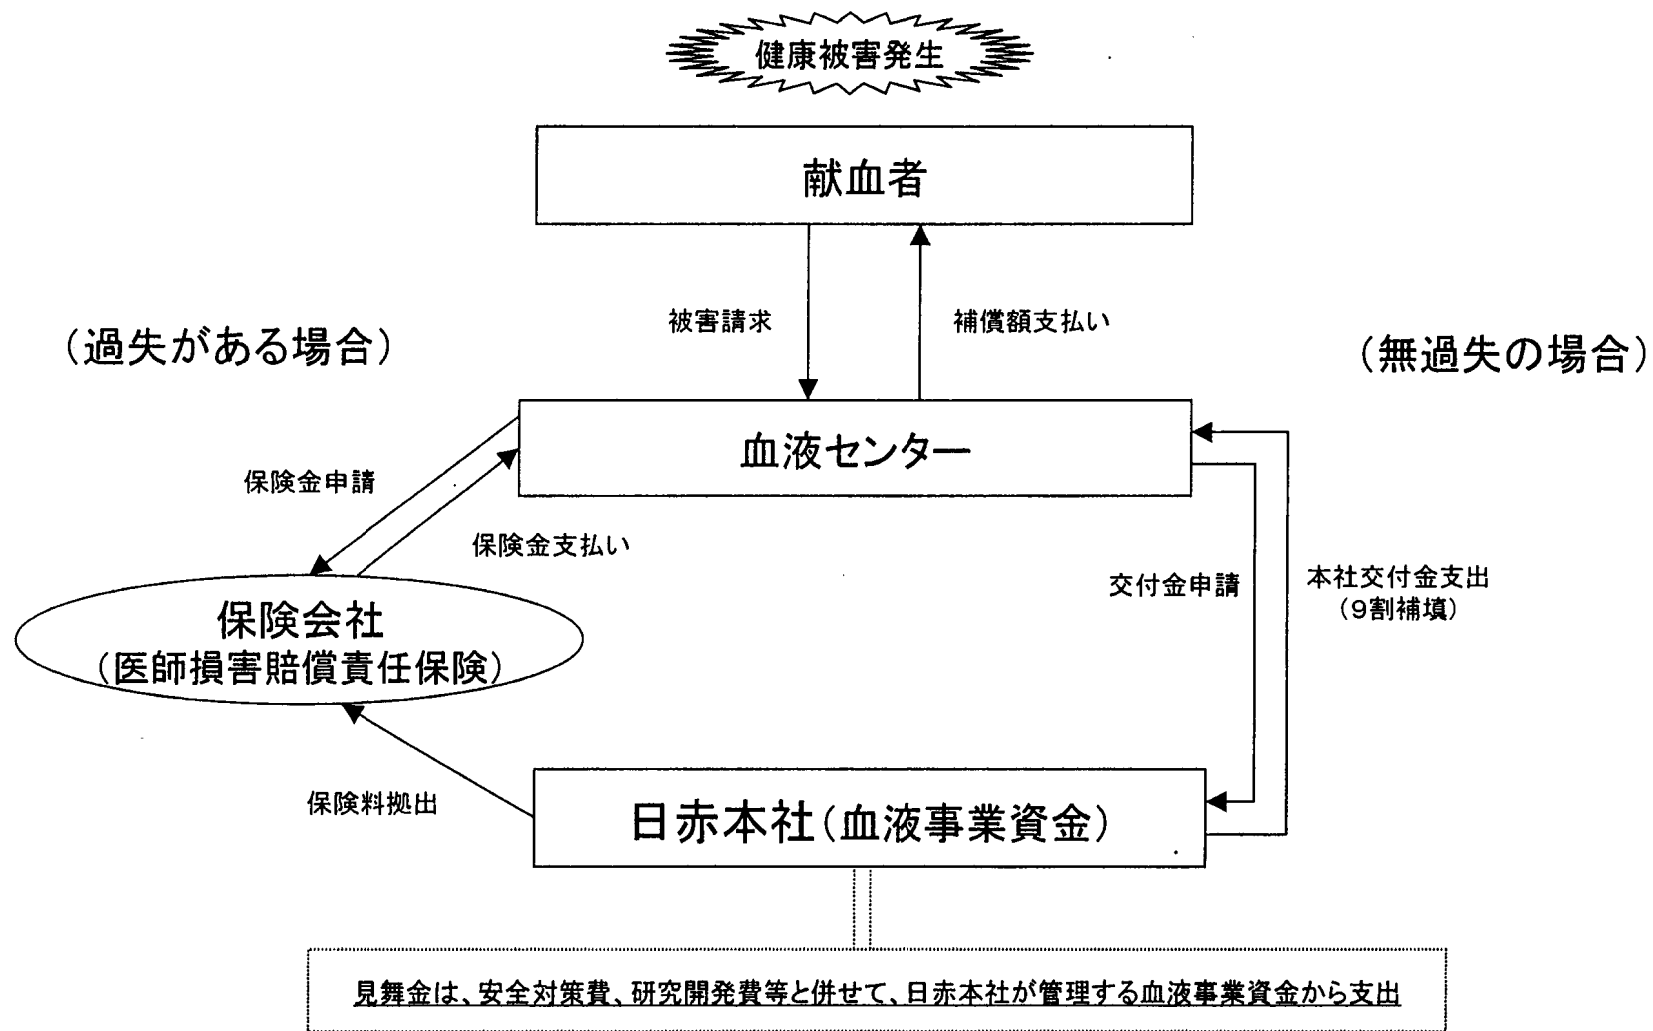 健康被害発生
献血者
被害請求
補償額支払い
（過失がある場合）
（無過失の場合）
血液センター
保険金申請
保険金支払い
交付金申請
本社交付金支出
（9割補填）
保険会社
（医師損害賠償責任保険）
保険料拠出
日赤本社（血液事業資金）
見舞金は、安全対策費、研究開発費等と併せて、日赤本社が管理する血液事業資金から支出